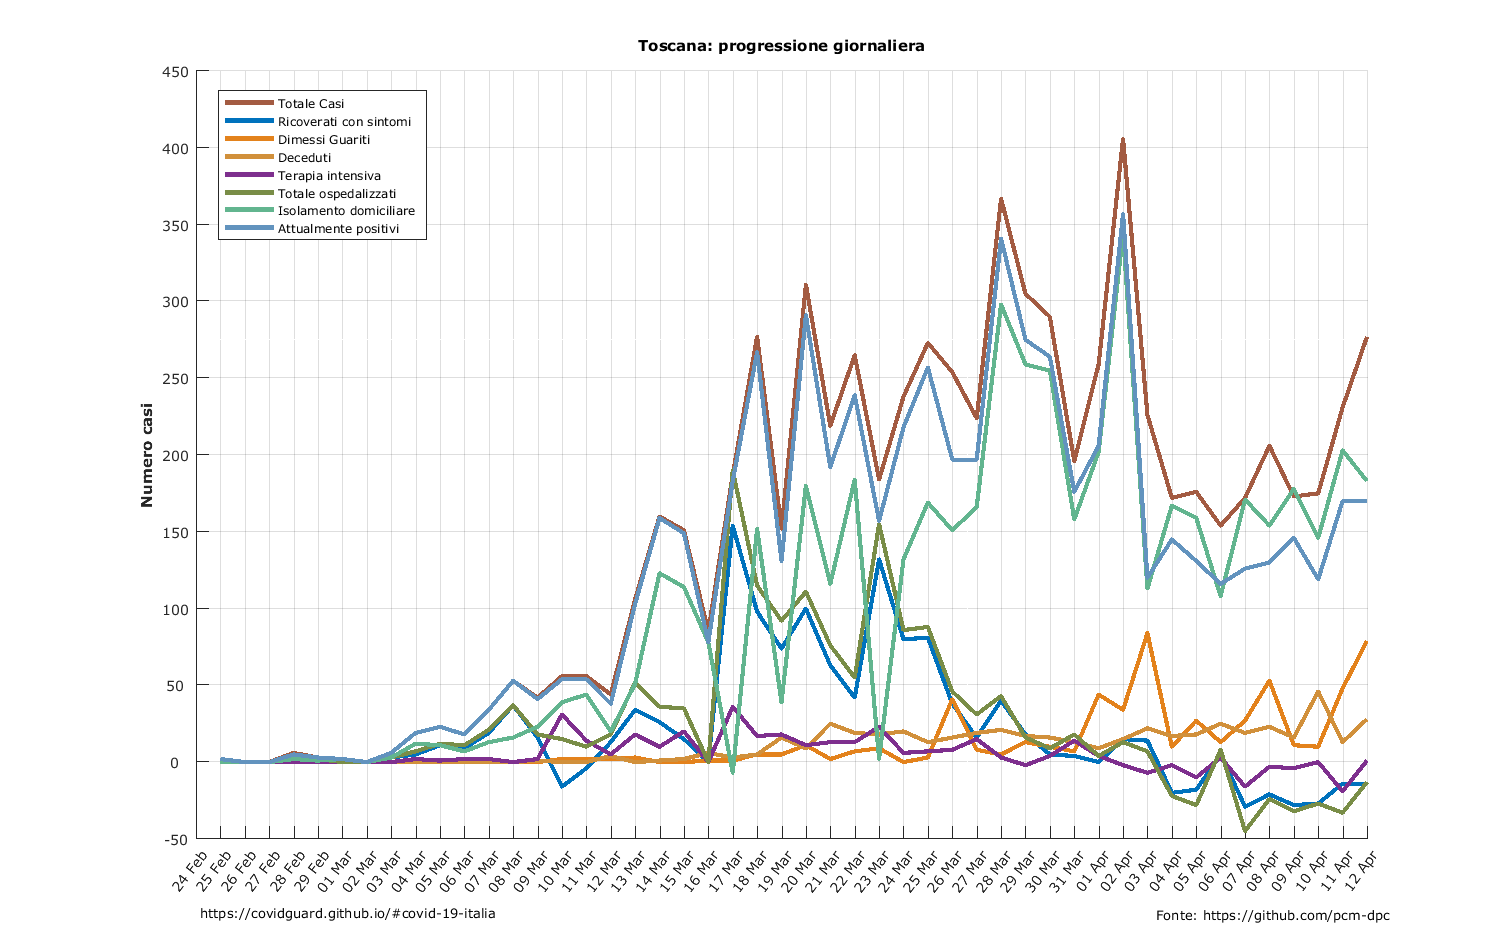 Toscana: progressione giornaliera
450
400
350
300
250
200
150
100
50
0
-50
Numero casi
Totale Casi
Ricoverati con sintomi
Dimessi Guariti
Deceduti
Terapia intensiva
Totale ospedalizzati
Isolamento domiciliare
Attualmente positivi
24 Feb
25 Feb
26 Feb
27 Feb
28 Feb
29 Feb
01 Mar
02 Mar
03 Mar
04 Mar
05 Mar
06 Mar
07 Mar
08 Mar
09 Mar
10 Mar
11 Mar
12 Mar
13 Mar
14 Mar
15 Mar
16 Mar
17 Mar
18 Mar
19 Mar
20 Mar
21 Mar
22 Mar
23 Mar
24 Mar
25 Mar
26 Mar
27 Mar
28 Mar
29 Mar
30 Mar
31 Mar
01 Apr
02 Apr
03 Apr
04 Apr
05 Apr
06 Apr
07 Apr
08 Apr
09 Apr
10 Apr
11 Apr
12 Apr
https://covidguard.github.io/#covid-19-italia
Fonte: https://github.com/pcm-dpc